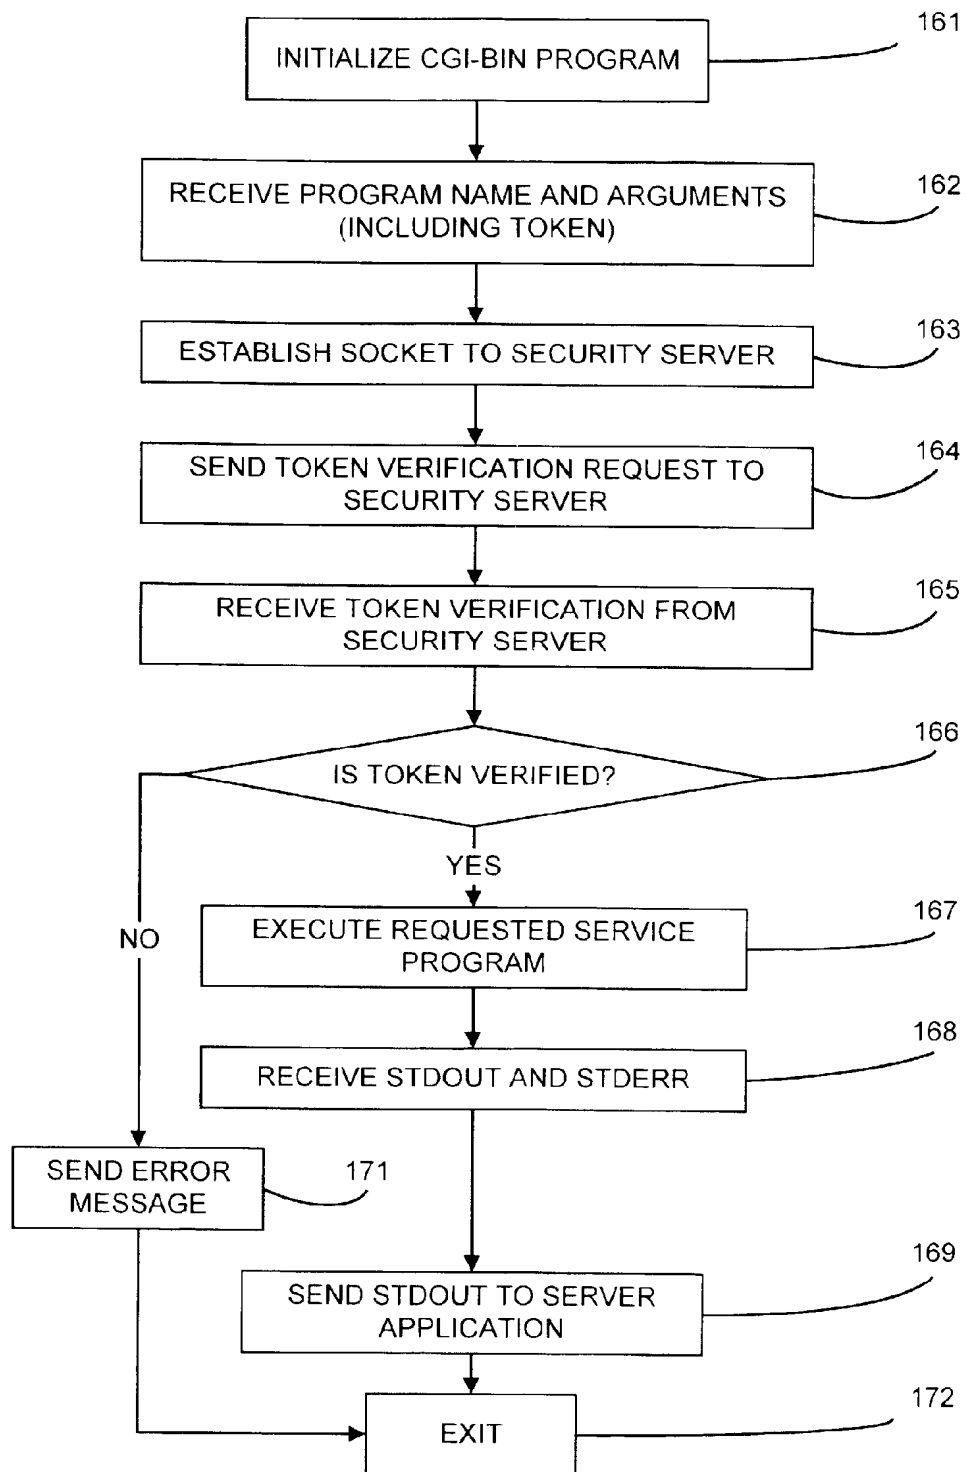 161
INITIALIZE CGI-BIN PROGRAM
162
RECEIVE PROGRAM NAME AND ARGUMENTS
(INCLUDING TOKEN)
163
ESTABLISH SOCKET TO SECURITY SERVER
164
SEND TOKEN VERIFICATION REQUEST TO
SECURITY SERVER
165
RECEIVE TOKEN VERIFICATION FROM
SECURITY SERVER
166
IS TOKEN VERIFIED?
YES
NO
167
EXECUTE REQUESTED SERVICE
PROGRAM
168
RECEIVE STDOUT AND STDERR
SEND ERROR
MESSAGE
171
169
SEND STDOUT TO SERVER
APPLICATION
172
EXIT